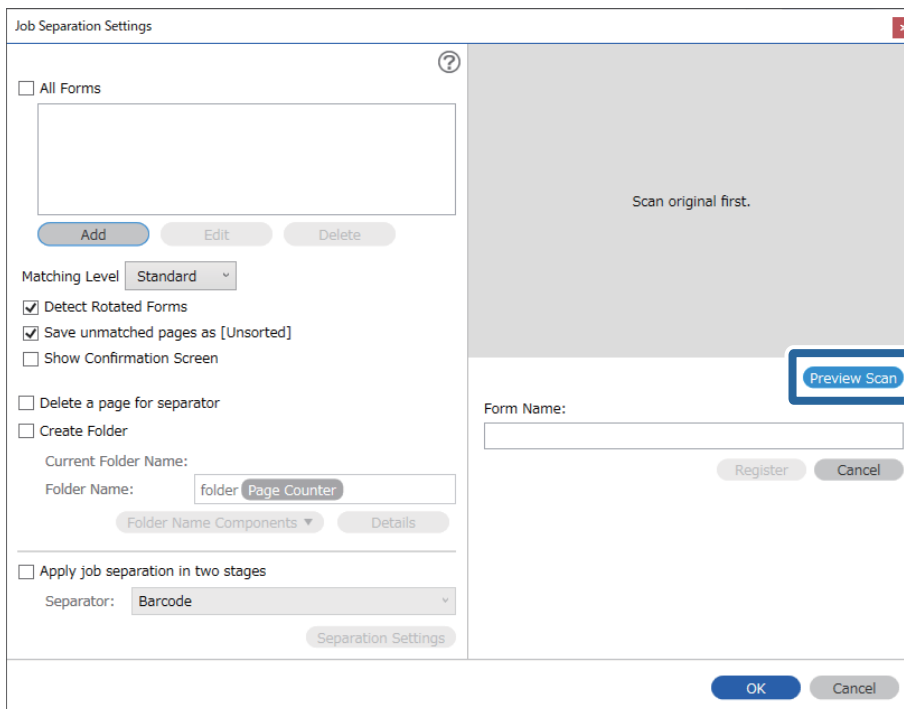 Job Separation Settings
All Forms
Add Edit Delete
Matching Level Standard
Detect Rotated Forms
Save unmatched pages as [Unsorted]
Show Confirmation Screen
Delete a page for separator
Create Folder
Current Folder Name:
Folder Name: folder Page Counter
Folder Name Components ▼ Details
Apply job separation in two stages
Separator: Barcode
Separation Settings
Scan original first.
Preview Scan
Form Name:
Register Cancel
OK Cancel